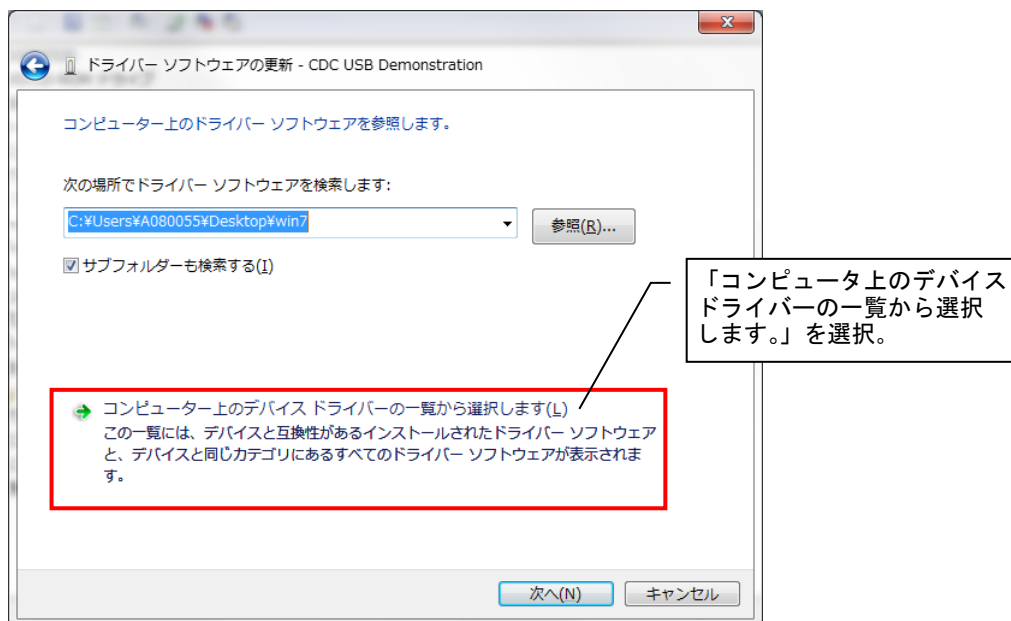 ドライバー ソフトウェアの更新 - CDC USB Demonstration
コンピューター上のドライバー ソフトウェアを参照します。
次の場所でドライバー ソフトウェアを検索します:
C:¥Users¥A080055¥Desktop¥win7
参照(R)...
サブフォルダーも検索する(I)
「コンピュータ上のデバイス
ドライバーの一覧から選択
します。」を選択。
コンピューター上のデバイス ドライバーの一覧から選択します(L)
この一覧には、デバイスと互換性があるインストールされたドライバー ソフトウェア
と、デバイスと同じカテゴリにあるすべてのドライバー ソフトウェアが表示されま
す。
次へ(N)
キャンセル